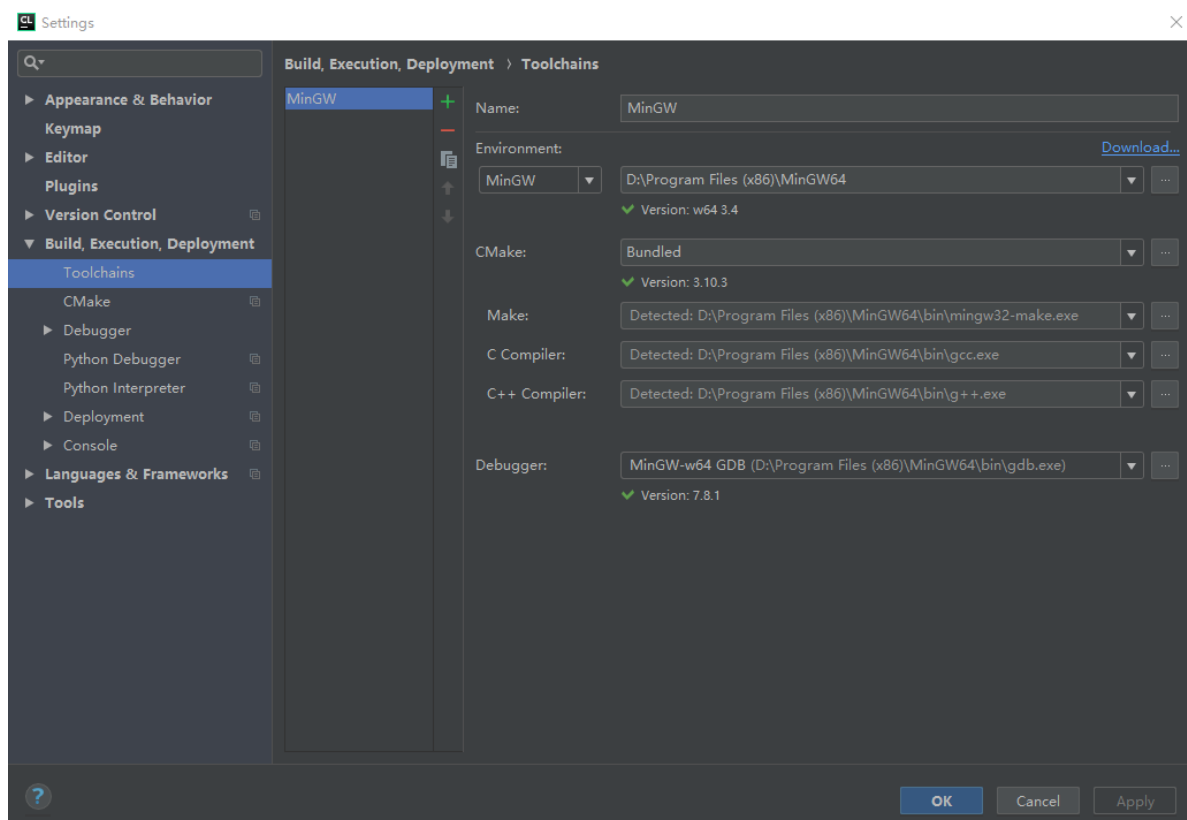 CL Settings
Build, Execution, Deployment › Toolchains
Appearance & Behavior
Keymap
Editor
Plugins
Version Control
Build, Execution, Deployment
Toolchains
CMake
Debugger
Python Debugger
Python Interpreter
Deployment
Console
Languages & Frameworks
Tools
MinGW
Name: MinGW
Environment: Download...
MinGW D:\Program Files (x86)\MinGW64 ...
Version: w64 3.4
CMake: Bundled ...
Version: 3.10.3
Make: Detected: D:\Program Files (x86)\MinGW64\bin\mingw32-make.exe ...
C Compiler: Detected: D:\Program Files (x86)\MinGW64\bin\gcc.exe ...
C++ Compiler: Detected: D:\Program Files (x86)\MinGW64\bin\g++.exe ...
Debugger: MinGW-w64 GDB (D:\Program Files (x86)\MinGW64\bin\gdb.exe) ...
Version: 7.8.1
? OK Cancel Apply